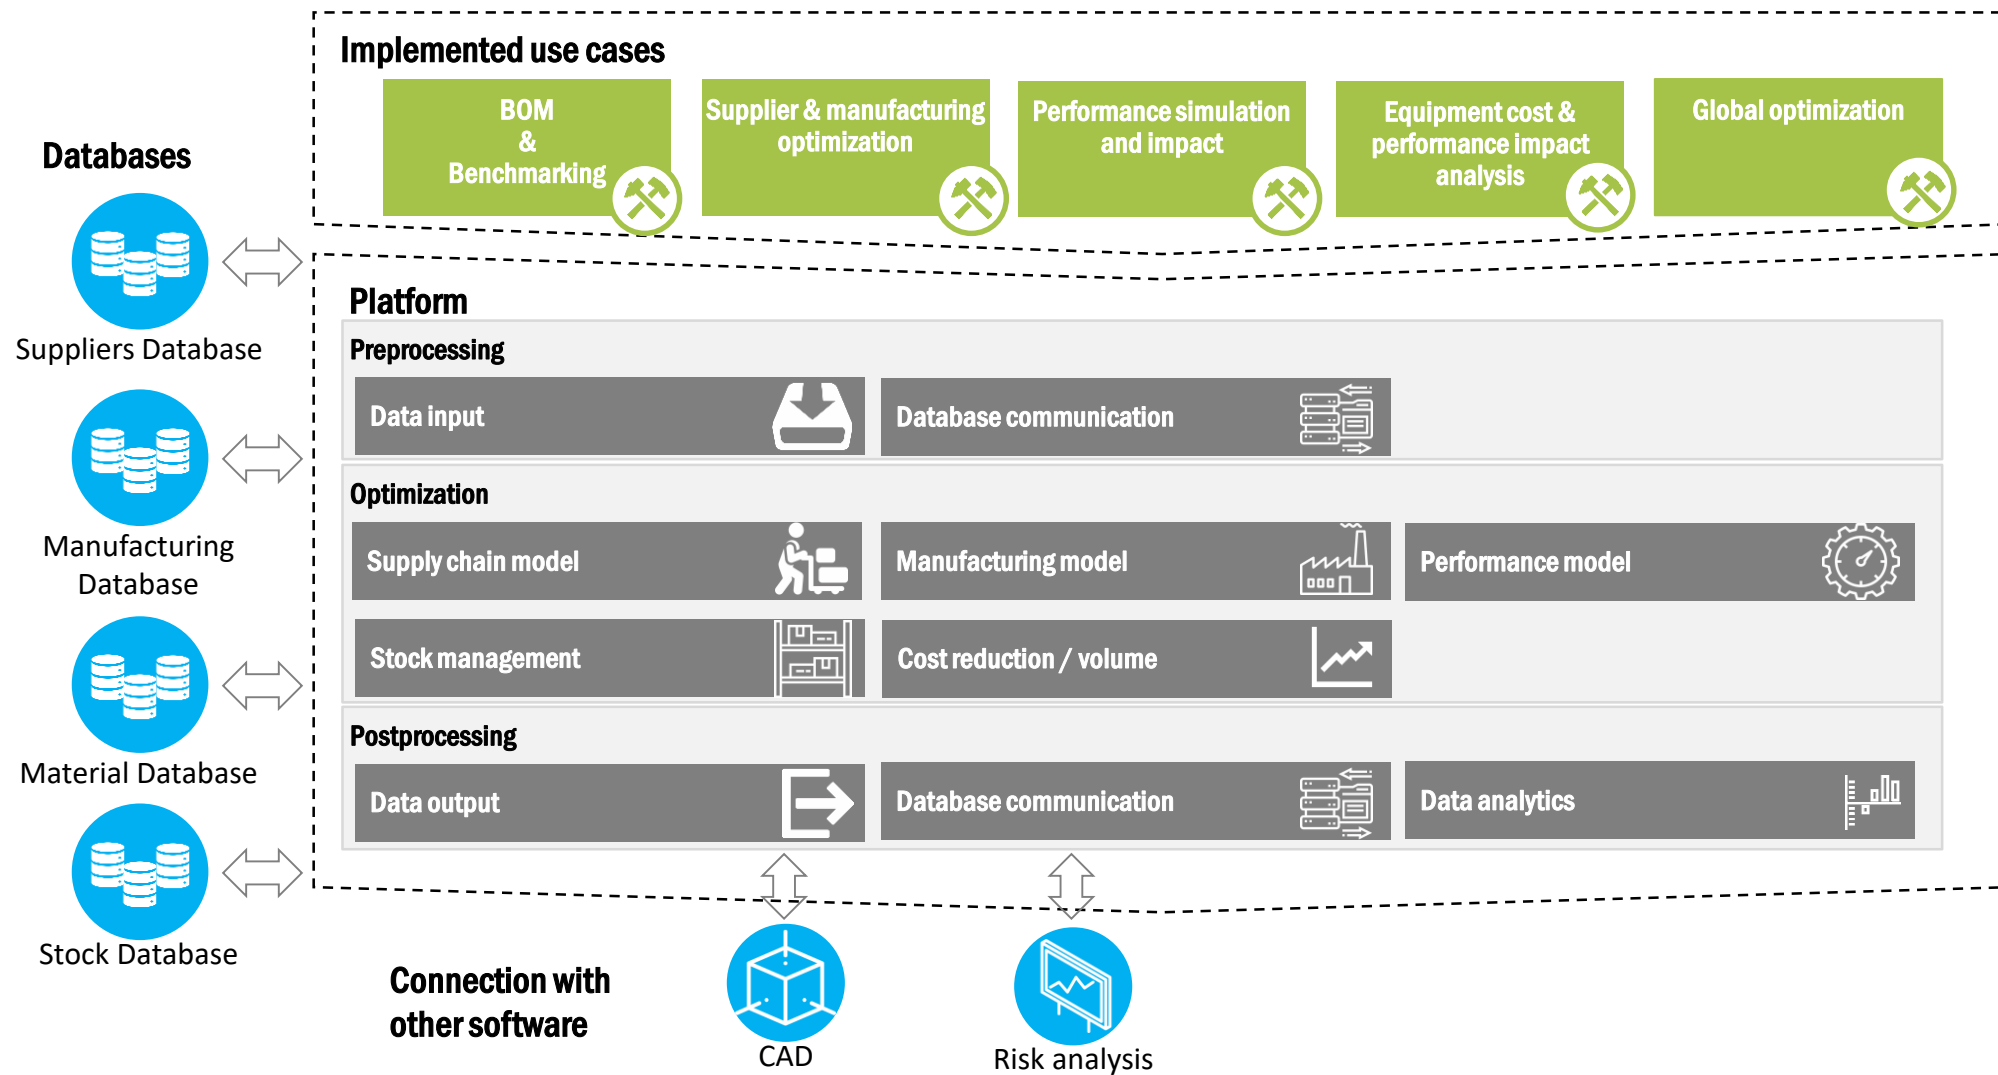 Implemented use cases
BOM
&
Benchmarking
Supplier & manufacturing
optimization
Performance simulation
and impact
Equipment cost &
performance impact
analysis
Global optimization
Databases
Suppliers Database
Manufacturing
Database
Material Database
Stock Database
Platform
Preprocessing
Data input
Database communication
Optimization
Supply chain model
Manufacturing model
Performance model
Stock management
Cost reduction / volume
Postprocessing
Data output
Database communication
Data analytics
Connection with
other software
CAD
Risk analysis